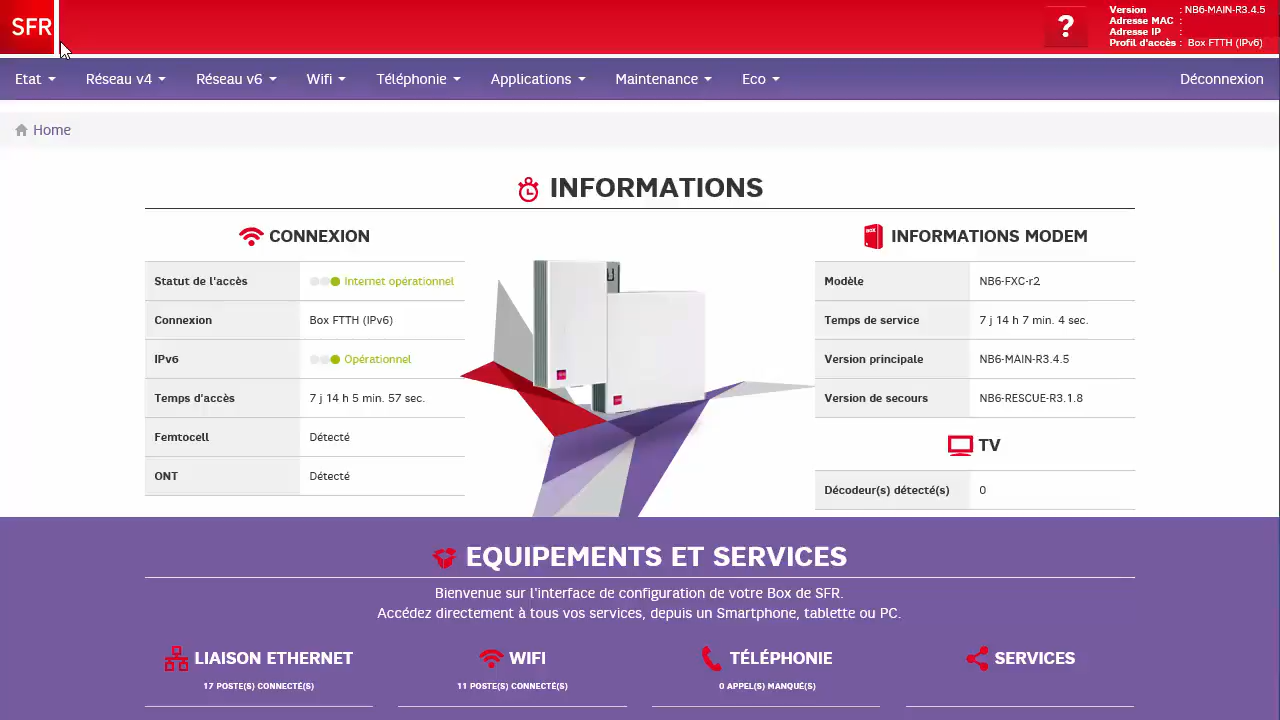 SFR
?
Version : NB6-MAIN-R3.4.5
Adresse MAC :
Adresse IP :
Profil d'accès : Box FTTH (IPv6)
Etat Réseau v4 Réseau v6 Wifi Téléphonie Applications Maintenance Eco Déconnexion
Home
INFORMATIONS
CONNEXION
Statut de l'accès Internet opérationnel
Connexion Box FTTH (IPv6)
IPv6 Opérationnel
Temps d'accès 7 j 14 h 5 min. 57 sec.
Femtocell Détecté
ONT Détecté
INFORMATIONS MODEM
Modèle NB6-FXC-r2
Temps de service 7 j 14 h 7 min. 4 sec.
Version principale NB6-MAIN-R3.4.5
Version de secours NB6-RESCUE-R3.1.8
TV
Décodeur(s) détecté(s) 0
EQUIPEMENTS ET SERVICES
Bienvenue sur l'interface de configuration de votre Box de SFR.
Accédez directement à tous vos services, depuis un Smartphone, tablette ou PC.
LIAISON ETHERNET
17 POSTE(S) CONNECTÉ(S)
WIFI
11 POSTE(S) CONNECTÉ(S)
TÉLÉPHONIE
0 APPEL(S) MANQUÉ(S)
SERVICES